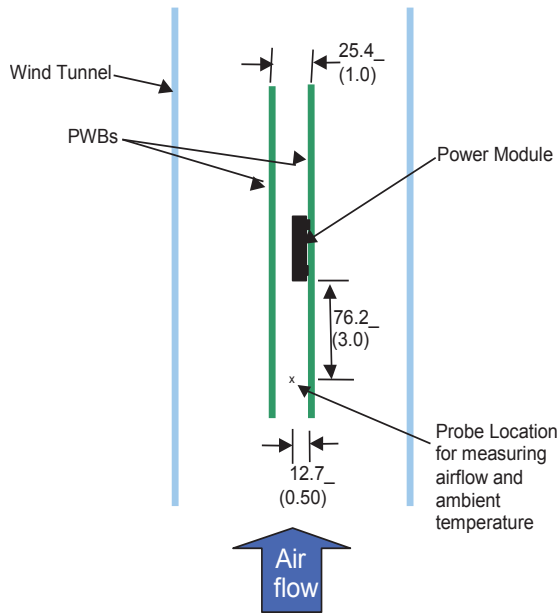 25.4_
(1.0)
Wind Tunnel
PWBs
Power Module
76.2_
(3.0)
x
Probe Location
for measuring
airflow and
ambient
temperature
12.7_
(0.50)
Air
flow